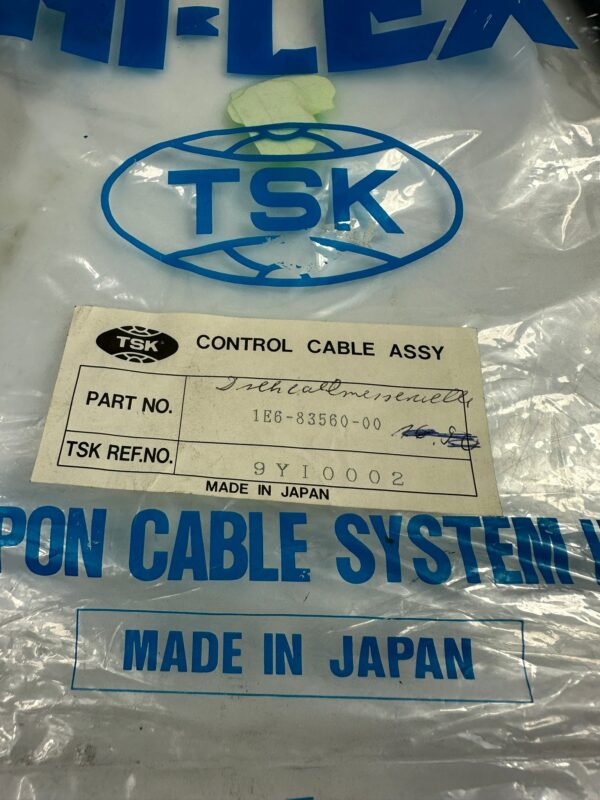 HI-LEX
TSK
TSK
CONTROL CABLE ASSY
PART NO.
1E6-83560-00
TSK REF.NO.
9YI0002
MADE IN JAPAN
PON CABLE SYSTEM
MADE IN JAPAN